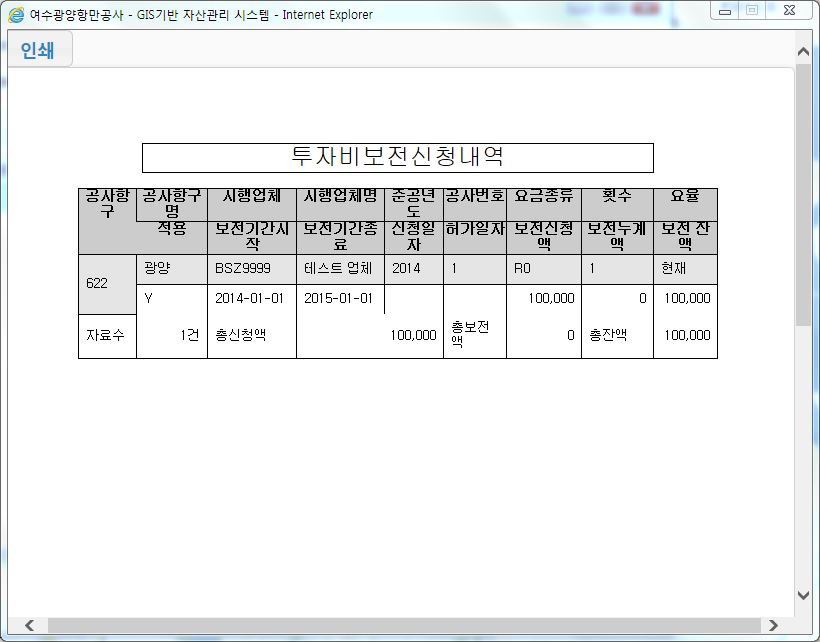 여수광양항만공사 - GIS기반 자산관리 시스템 - Internet Explorer
인쇄
투자비보전신청내역
공사항구 공사항구명 시행업체 시행업체명 준공년도 공사번호 요금종류 횟수 요율
적용 보전기간시작 보전기간종료 신청일자 허가일자 보전신청액 보전누계액 보전 잔액
622 광양 BSZ9999 테스트 업체 2014 1 R0 1 현재
Y 2014-01-01 2015-01-01 100,000 0 100,000
자료수 1건 총신청액 100,000 총보전액 0 총잔액 100,000